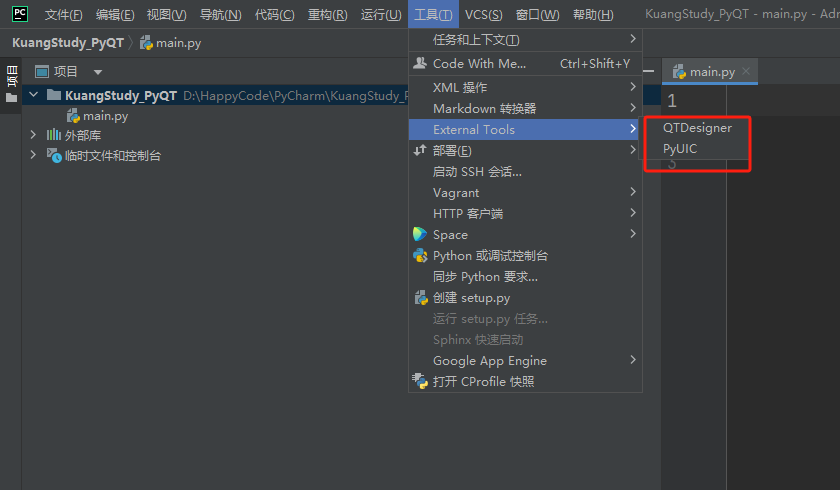 PC 文件(F) 编辑(E) 视图(V) 导航(N) 代码(C) 重构(R) 运行(U) 工具(T) VCS(S) 窗口(W) 帮助(H) KuangStudy_PyQT - main.py - Adr
KuangStudy_PyQT main.py
项目
项目
KuangStudy_PyQT D:\HappyCode\PyCharm\KuangStudy_P
main.py
外部库
临时文件和控制台
任务和上下文(T)
Code With Me... Ctrl+Shift+Y
XML 操作
Markdown 转换器
External Tools
部署(E)
启动 SSH 会话...
Vagrant
HTTP 客户端
Space
Python 或调试控制台
同步 Python 要求...
创建 setup.py
运行 setup.py 任务...
Sphinx 快速启动
Google App Engine
打开 CProfile 快照
QTDesigner
PyUIC
main.py
1
3